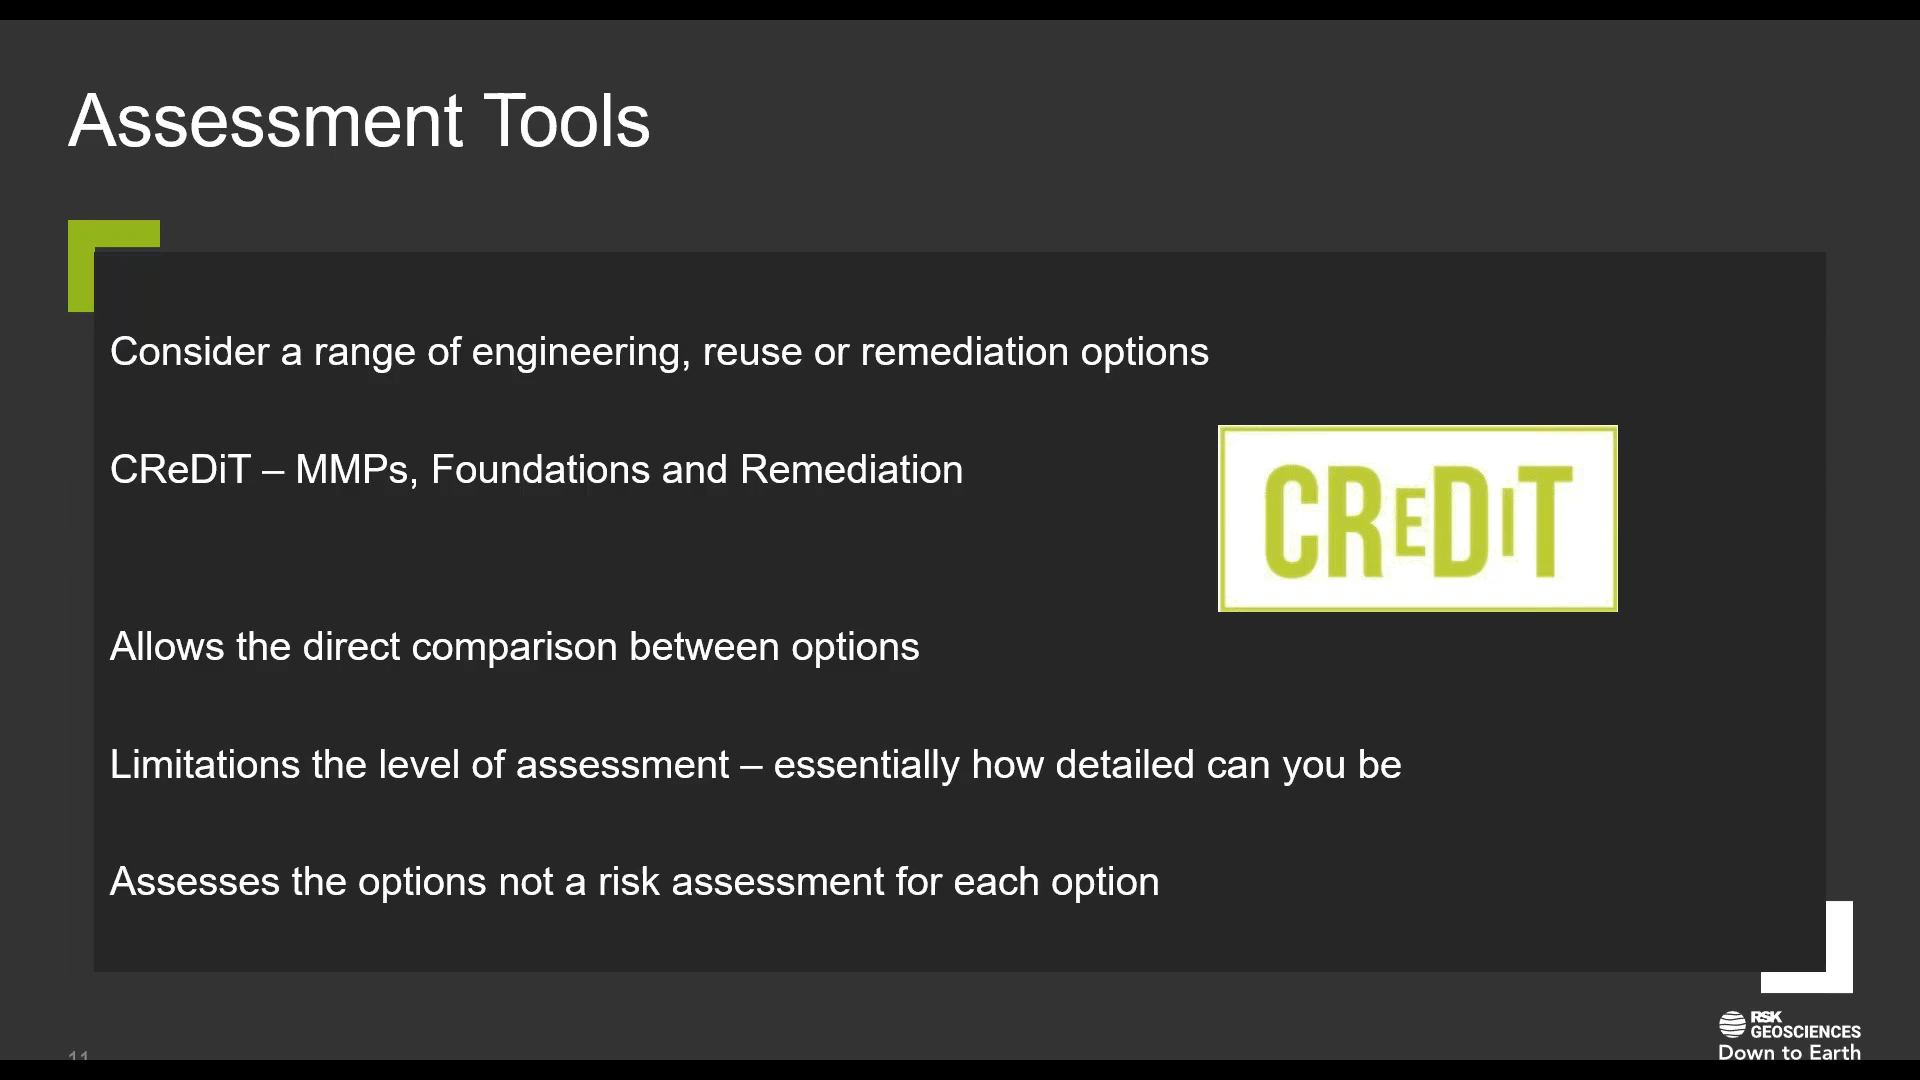 Assessment Tools
Consider a range of engineering, reuse or remediation options
CReDiT – MMPs, Foundations and Remediation
CREDIT
Allows the direct comparison between options
Limitations the level of assessment – essentially how detailed can you be
Assesses the options not a risk assessment for each option
RSK
GEOSCIENCES
Down to Earth
11